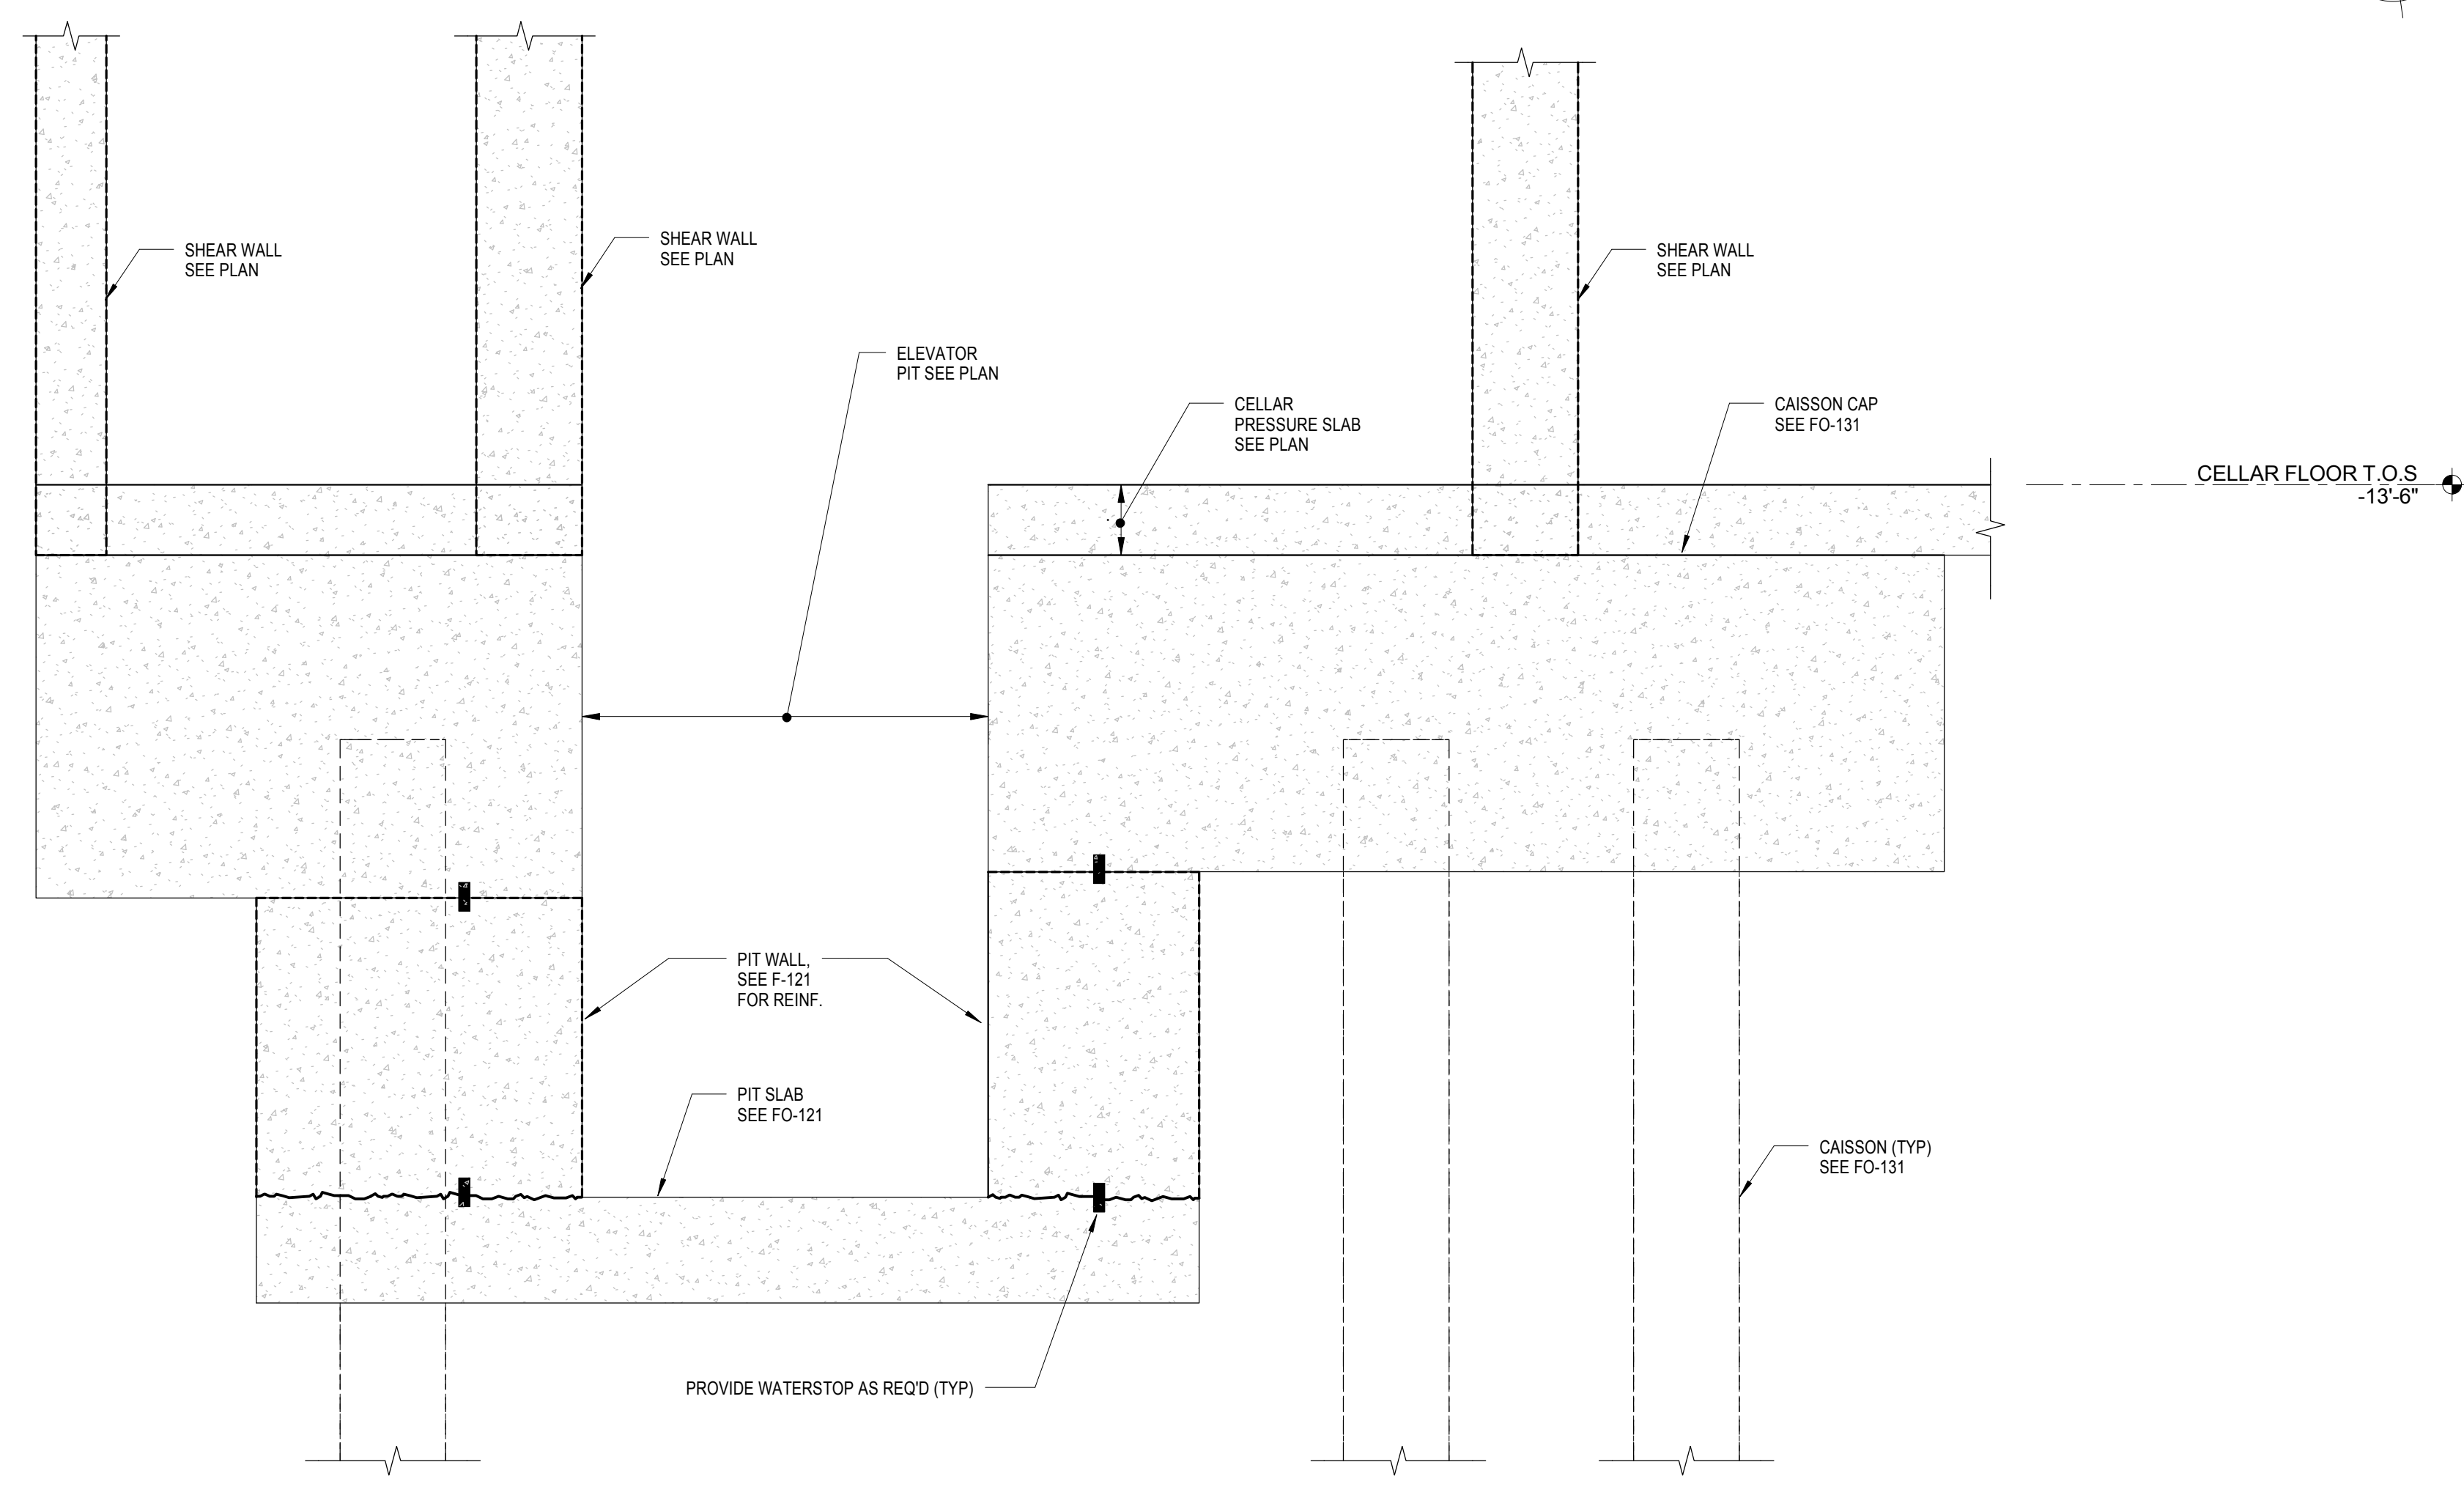 SHEAR WALL
SEE PLAN
SHEAR WALL
SEE PLAN
SHEAR WALL
SEE PLAN
ELEVATOR
PIT SEE PLAN
CELLAR
PRESSURE SLAB
SEE PLAN
CAISSON CAP
SEE FO-131
CELLAR FLOOR T.O.S
-13'-6"
PIT WALL,
SEE F-121
FOR REINF.
PIT SLAB
SEE FO-121
CAISSON (TYP)
SEE FO-131
PROVIDE WATERSTOP AS REQ'D (TYP)